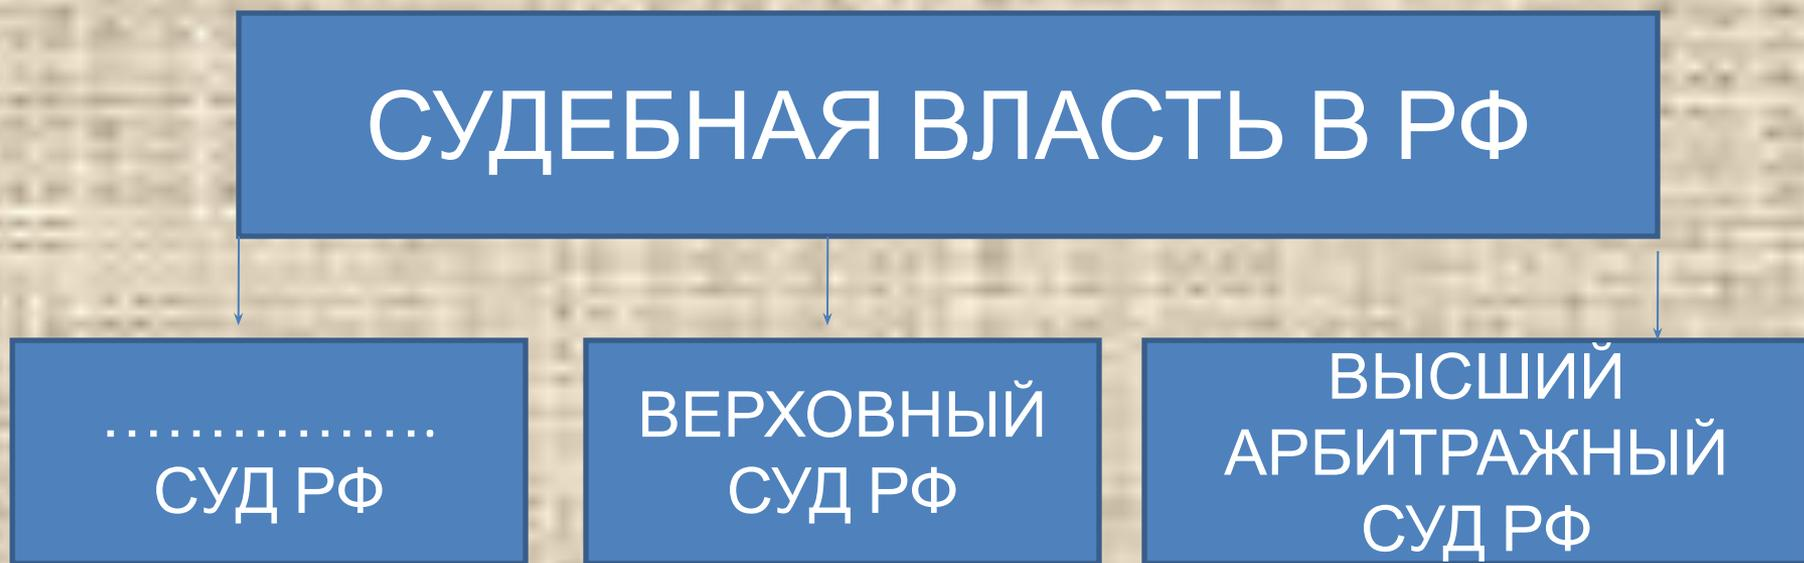 СУДЕБНАЯ ВЛАСТЬ В РФ
……………..
СУД РФ
ВЕРХОВНЫЙ
СУД РФ
ВЫСШИЙ
АРБИТРАЖНЫЙ
СУД РФ